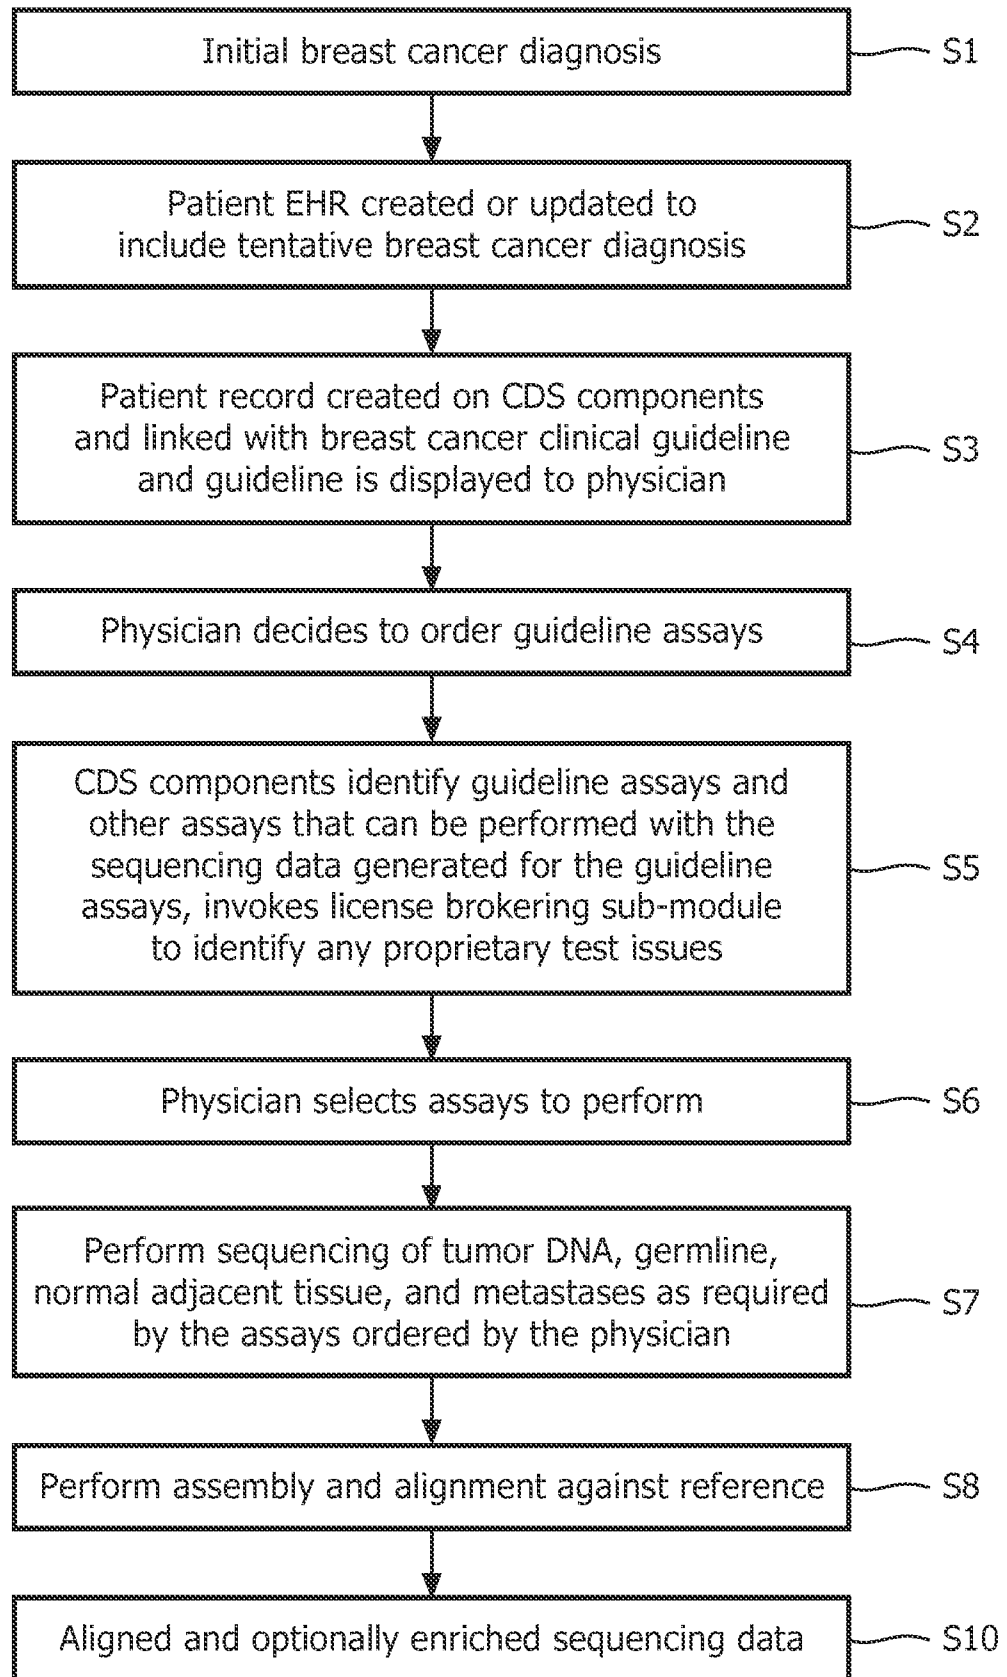 Initial breast cancer diagnosis
S1
Patient EHR created or updated to
include tentative breast cancer diagnosis
S2
Patient record created on CDS components
and linked with breast cancer clinical guideline
and guideline is displayed to physician
S3
Physician decides to order guideline assays
S4
CDS components identify guideline assays and
other assays that can be performed with the
sequencing data generated for the guideline
assays, invokes license brokering sub-module
to identify any proprietary test issues
S5
Physician selects assays to perform
S6
Perform sequencing of tumor DNA, germline,
normal adjacent tissue, and metastases as required
by the assays ordered by the physician
S7
Perform assembly and alignment against reference
S8
Aligned and optionally enriched sequencing data
S10